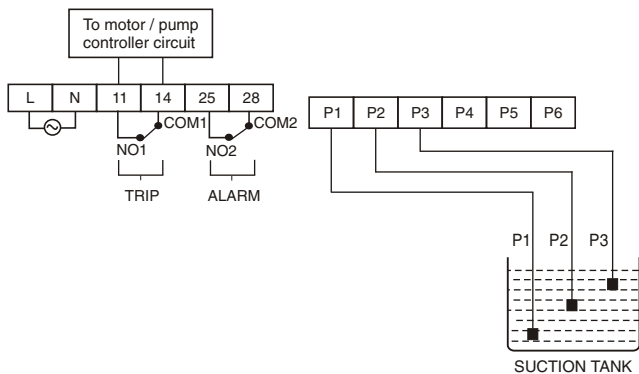 To motor / pump
controller circuit
L N 11 14 25 28
P1 P2 P3 P4 P5 P6
COM1 COM2
NO1 NO2
TRIP ALARM
P1 P2 P3
SUCTION TANK